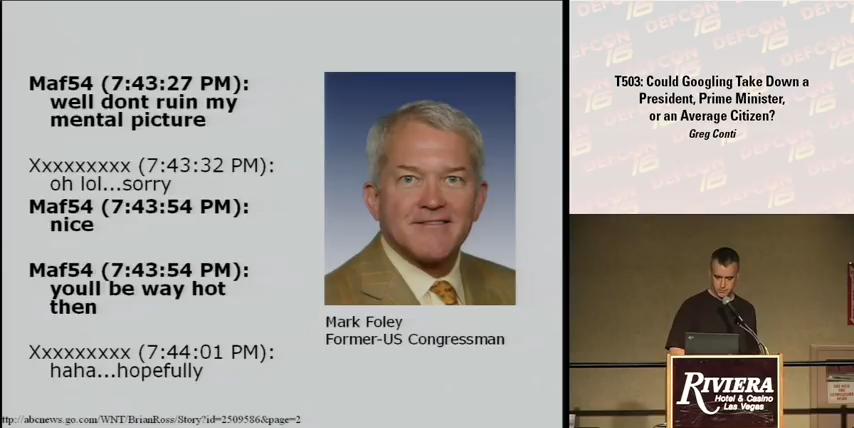 Maf54 (7:43:27 PM):
well dont ruin my
mental picture
Xxxxxxxxx (7:43:32 PM):
oh lol...sorry
Maf54 (7:43:54 PM):
nice
Maf54 (7:43:54 PM):
youll be way hot
then
Xxxxxxxxx (7:44:01 PM):
haha...hopefully
Mark Foley
Former-US Congressman
ttp://abcnews.go.com/WNT/BrianRoss/Story?id=2509586&page=2
DEFCON
16
T503: Could Googling Take Down a
President, Prime Minister,
or an Average Citizen?
Greg Conti
RIVIERA
Hotel & Casino
Las Vegas